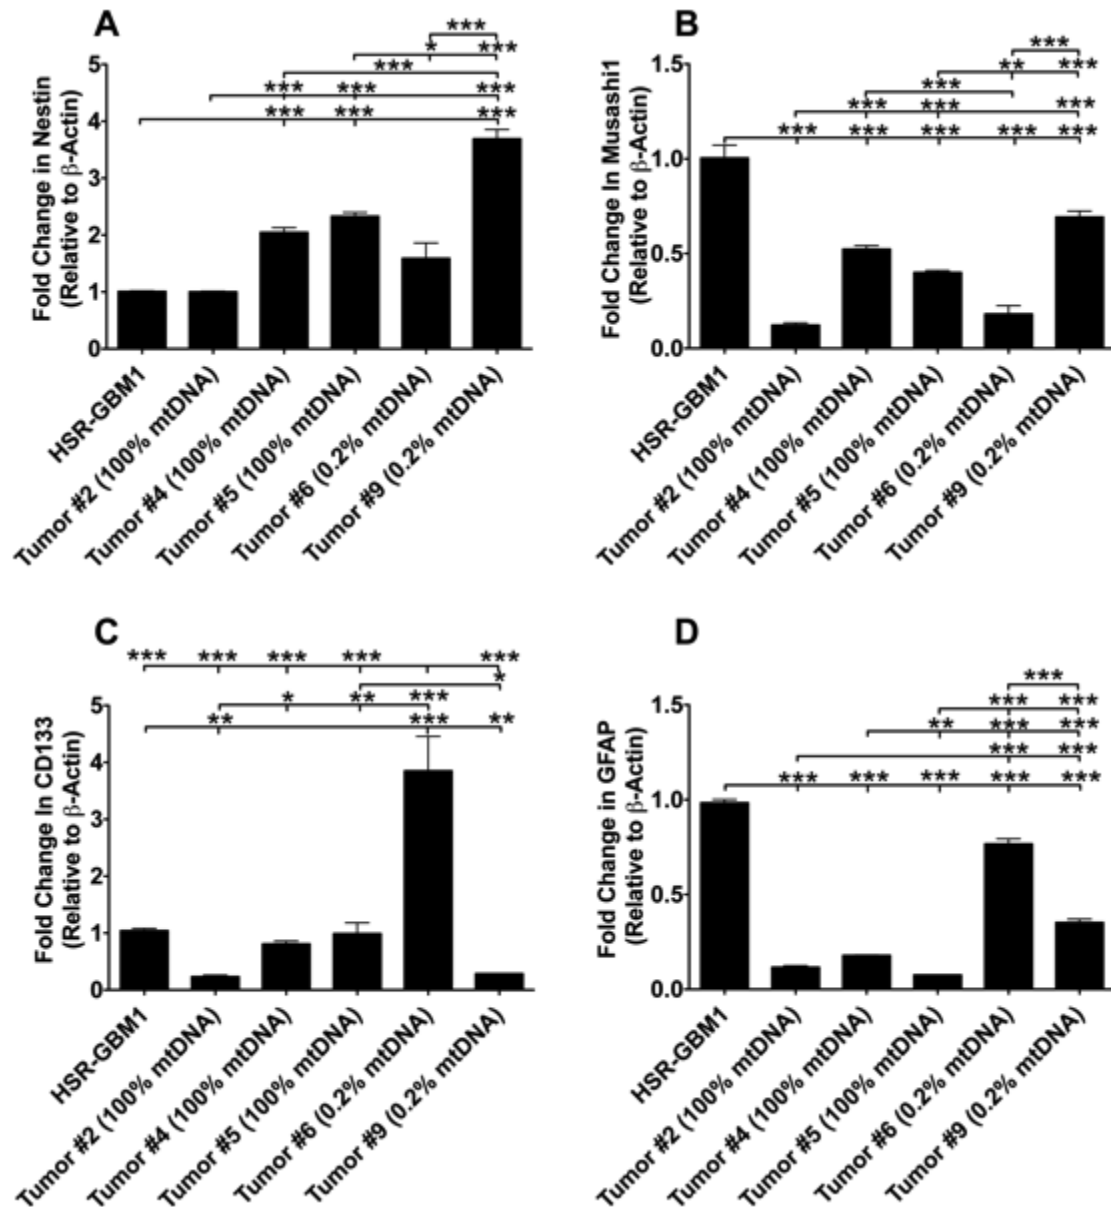 A
***
* ***
***
*** *** ***
*** *** ***
Fold Change in Nestin
(Relative to β-Actin)
5
4
3
2
1
0
HSR-GBM1
Tumor #2 (100% mtDNA)
Tumor #4 (100% mtDNA)
Tumor #5 (100% mtDNA)
Tumor #6 (0.2% mtDNA)
Tumor #9 (0.2% mtDNA)
B
***
** ***
***
*** *** ***
*** *** *** *** ***
Fold Change In Musashi1
(Relative to β-Actin)
1.5
1.0
0.5
0.0
HSR-GBM1
Tumor #2 (100% mtDNA)
Tumor #4 (100% mtDNA)
Tumor #5 (100% mtDNA)
Tumor #6 (0.2% mtDNA)
Tumor #9 (0.2% mtDNA)
C
*** *** *** *** ***
*
* ** ***
** *** **
Fold Change In CD133
(Relative to β-Actin)
5
4
3
2
1
0
HSR-GBM1
Tumor #2 (100% mtDNA)
Tumor #4 (100% mtDNA)
Tumor #5 (100% mtDNA)
Tumor #6 (0.2% mtDNA)
Tumor #9 (0.2% mtDNA)
D
***
*** ***
** *** ***
*** ***
*** *** *** *** ***
Fold Change in GFAP
(Relative to β-Actin)
1.5
1.0
0.5
0.0
HSR-GBM1
Tumor #2 (100% mtDNA)
Tumor #4 (100% mtDNA)
Tumor #5 (100% mtDNA)
Tumor #6 (0.2% mtDNA)
Tumor #9 (0.2% mtDNA)